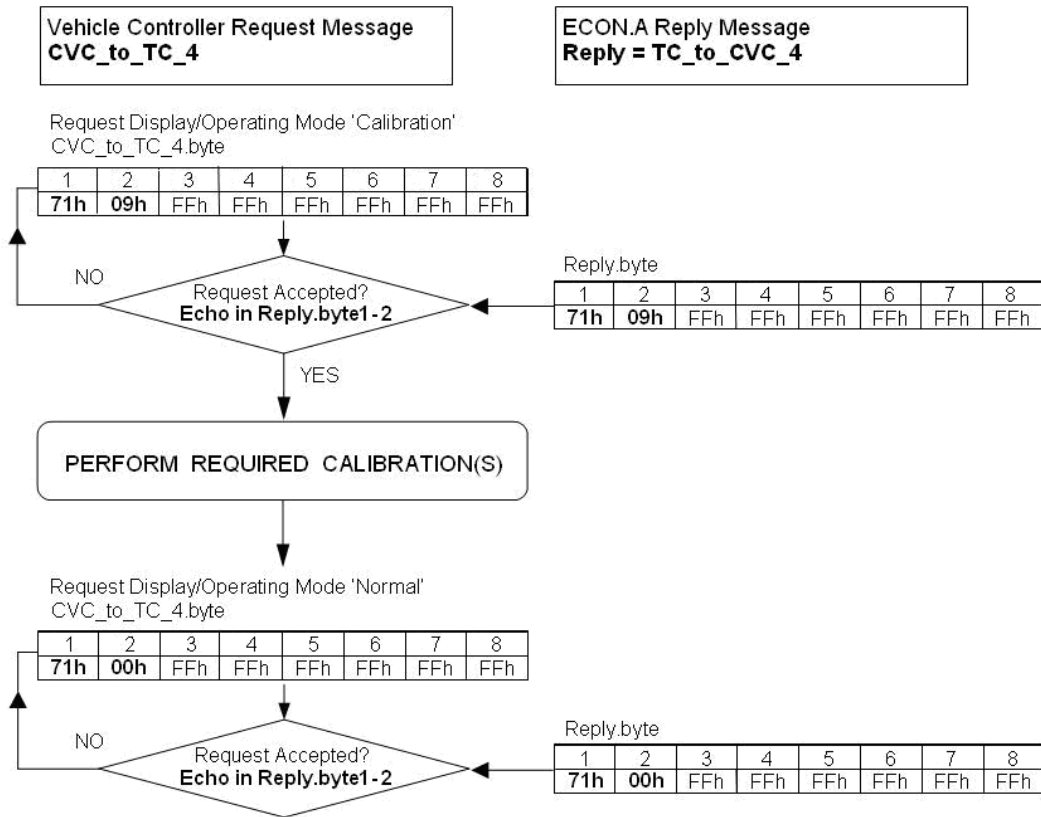 Vehicle Controller Request Message
CVC_to_TC_4
ECON.A Reply Message
Reply = TC_to_CVC_4
Request Display/Operating Mode 'Calibration'
CVC_to_TC_4.byte
1 2 3 4 5 6 7 8
71h 09h FFh FFh FFh FFh FFh FFh
NO
Request Accepted?
Echo in Reply.byte1-2
Reply.byte
1 2 3 4 5 6 7 8
71h 09h FFh FFh FFh FFh FFh FFh
YES
PERFORM REQUIRED CALIBRATION(S)
Request Display/Operating Mode 'Normal'
CVC_to_TC_4.byte
1 2 3 4 5 6 7 8
71h 00h FFh FFh FFh FFh FFh FFh
NO
Request Accepted?
Echo in Reply.byte1-2
Reply.byte
1 2 3 4 5 6 7 8
71h 00h FFh FFh FFh FFh FFh FFh